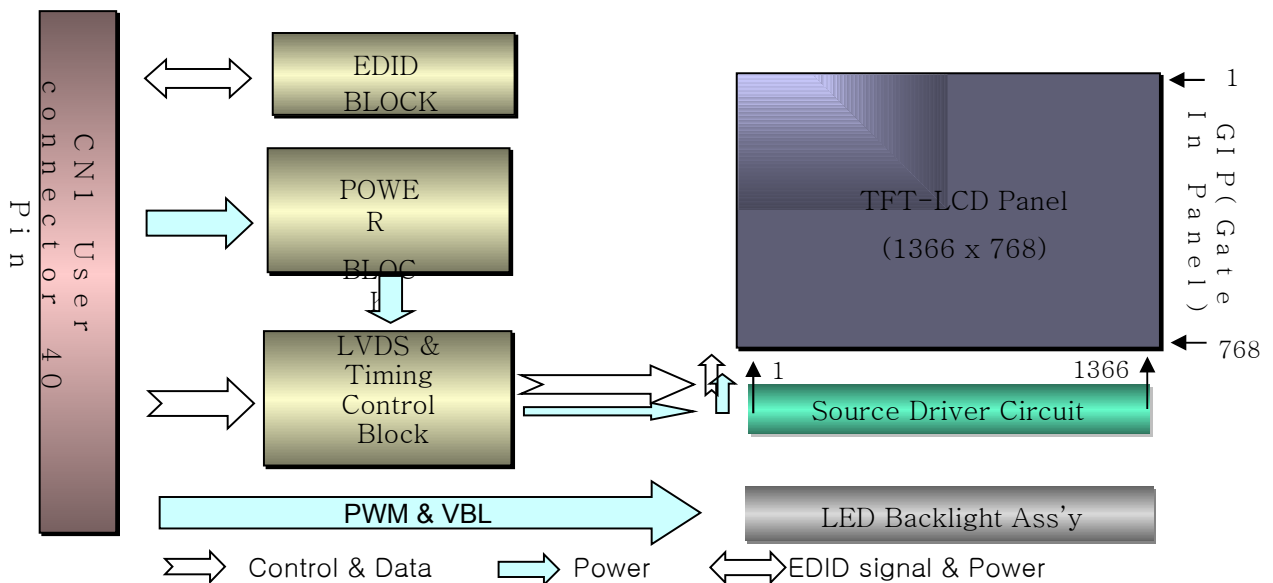 CN1 User
connector 40
Pin
EDID
BLOCK
POWE
R
BLOC
K
LVDS &
Timing
Control
Block
TFT-LCD Panel
(1366 x 768)
1
GIP(Gate
In Panel)
768
1
1366
Source Driver Circuit
PWM & VBL
LED Backlight Ass'y
Control & Data
Power
EDID signal & Power